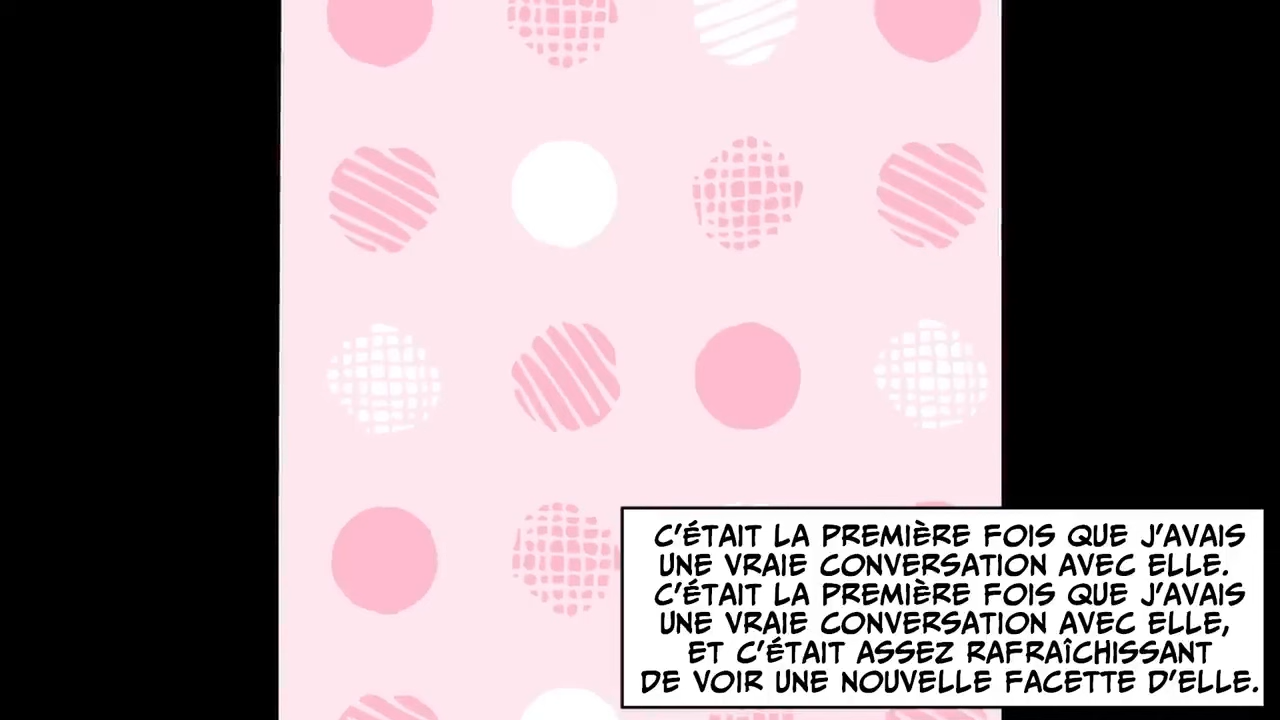 C'ÉTAIT LA PREMIÈRE FOIS QUE J'AVAIS
UNE VRAIE CONVERSATION AVEC ELLE.
C'ÉTAIT LA PREMIÈRE FOIS QUE J'AVAIS
UNE VRAIE CONVERSATION AVEC ELLE,
ET C'ÉTAIT ASSEZ RAFRAÎCHISSANT
DE VOIR UNE NOUVELLE FACETTE D'ELLE.